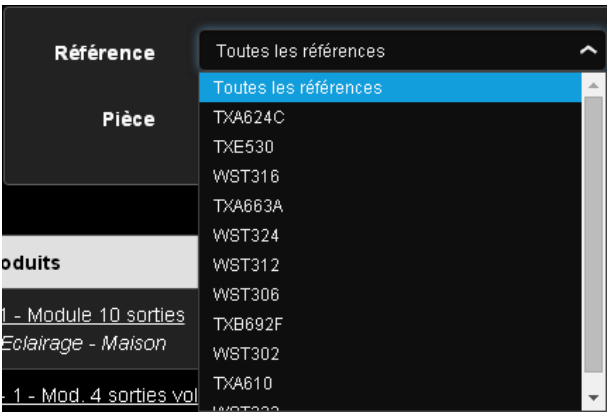 Référence
Toutes les références
Toutes les références
Pièce
TXA624C
TXE530
WST316
TXA663A
WST324
oduits
WST312
WST306
1 - Module 10 sorties
TXB692F
Eclairage - Maison
WST302
TXA610
- 1 - Mod. 4 sorties vol